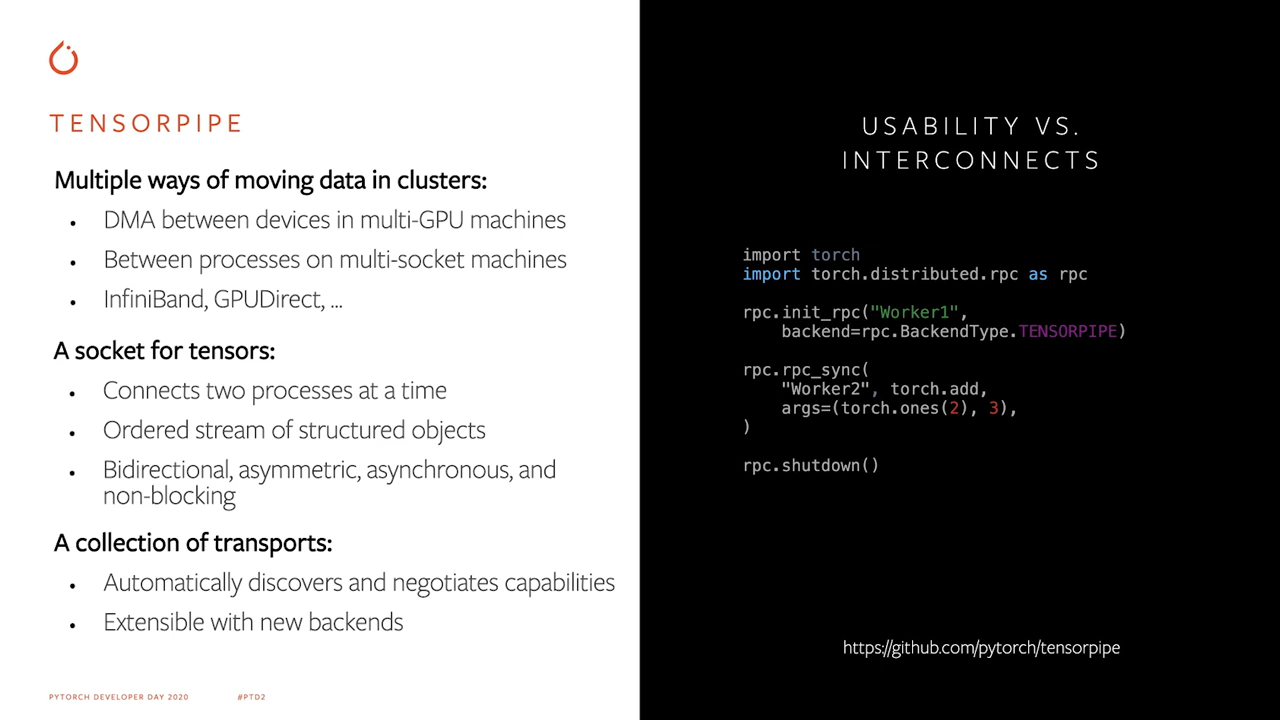 TENSORPIPE
Multiple ways of moving data in clusters:
• DMA between devices in multi-GPU machines
• Between processes on multi-socket machines
• InfiniBand, GPUDirect, ...
A socket for tensors:
• Connects two processes at a time
• Ordered stream of structured objects
• Bidirectional, asymmetric, asynchronous, and
non-blocking
A collection of transports:
• Automatically discovers and negotiates capabilities
• Extensible with new backends
PYTORCH DEVELOPER DAY 2020 #PTD2
USABILITY VS.
INTERCONNECTS
import torch
import torch.distributed.rpc as rpc
rpc.init_rpc("Worker1",
    backend=rpc.BackendType.TENSORPIPE)
rpc.rpc_sync(
    "Worker2", torch.add,
    args=(torch.ones(2), 3),
)
rpc.shutdown()
https://github.com/pytorch/tensorpipe